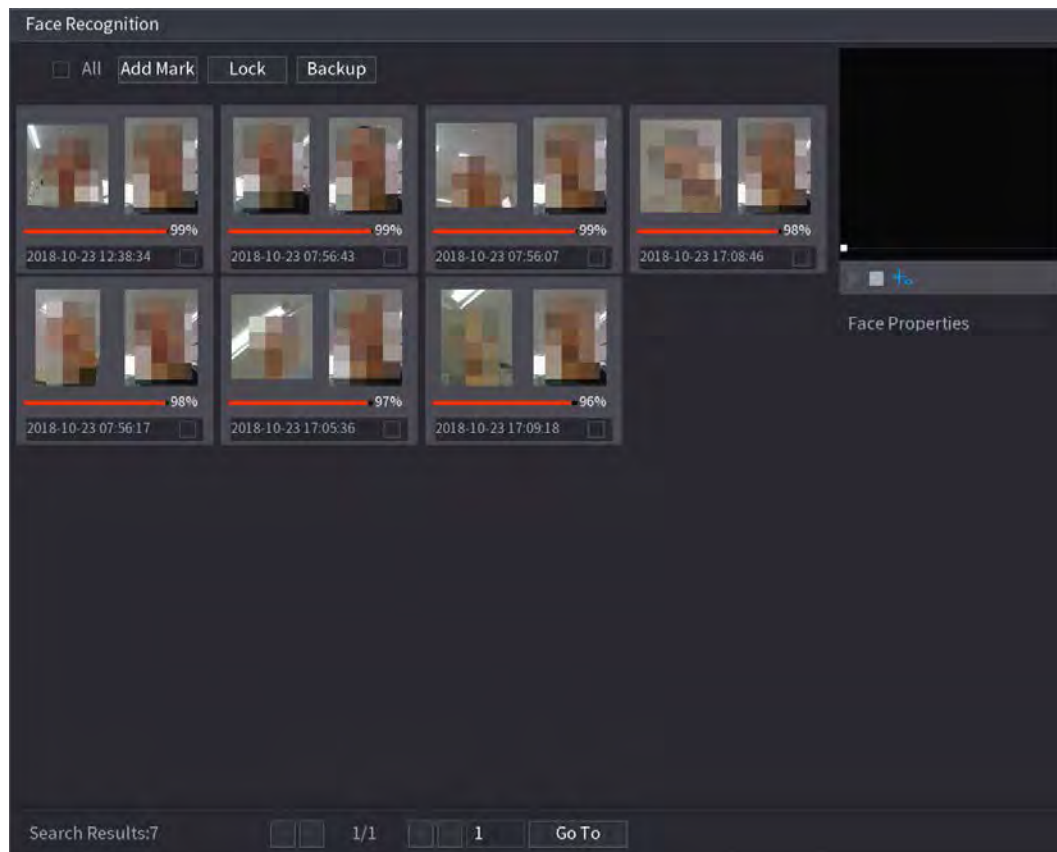 Face Recognition
All Add Mark Lock Backup
99% 99% 99% 98%
2018-10-23 12:38:34 2018-10-23 07:56:43 2018-10-23 07:56:07 2018-10-23 17:08:46
Face Properties
98% 97% 96%
2018-10-23 07:56:17 2018-10-23 17:05:36 2018-10-23 17:09:18
Search Results:7 1/1 1 Go To